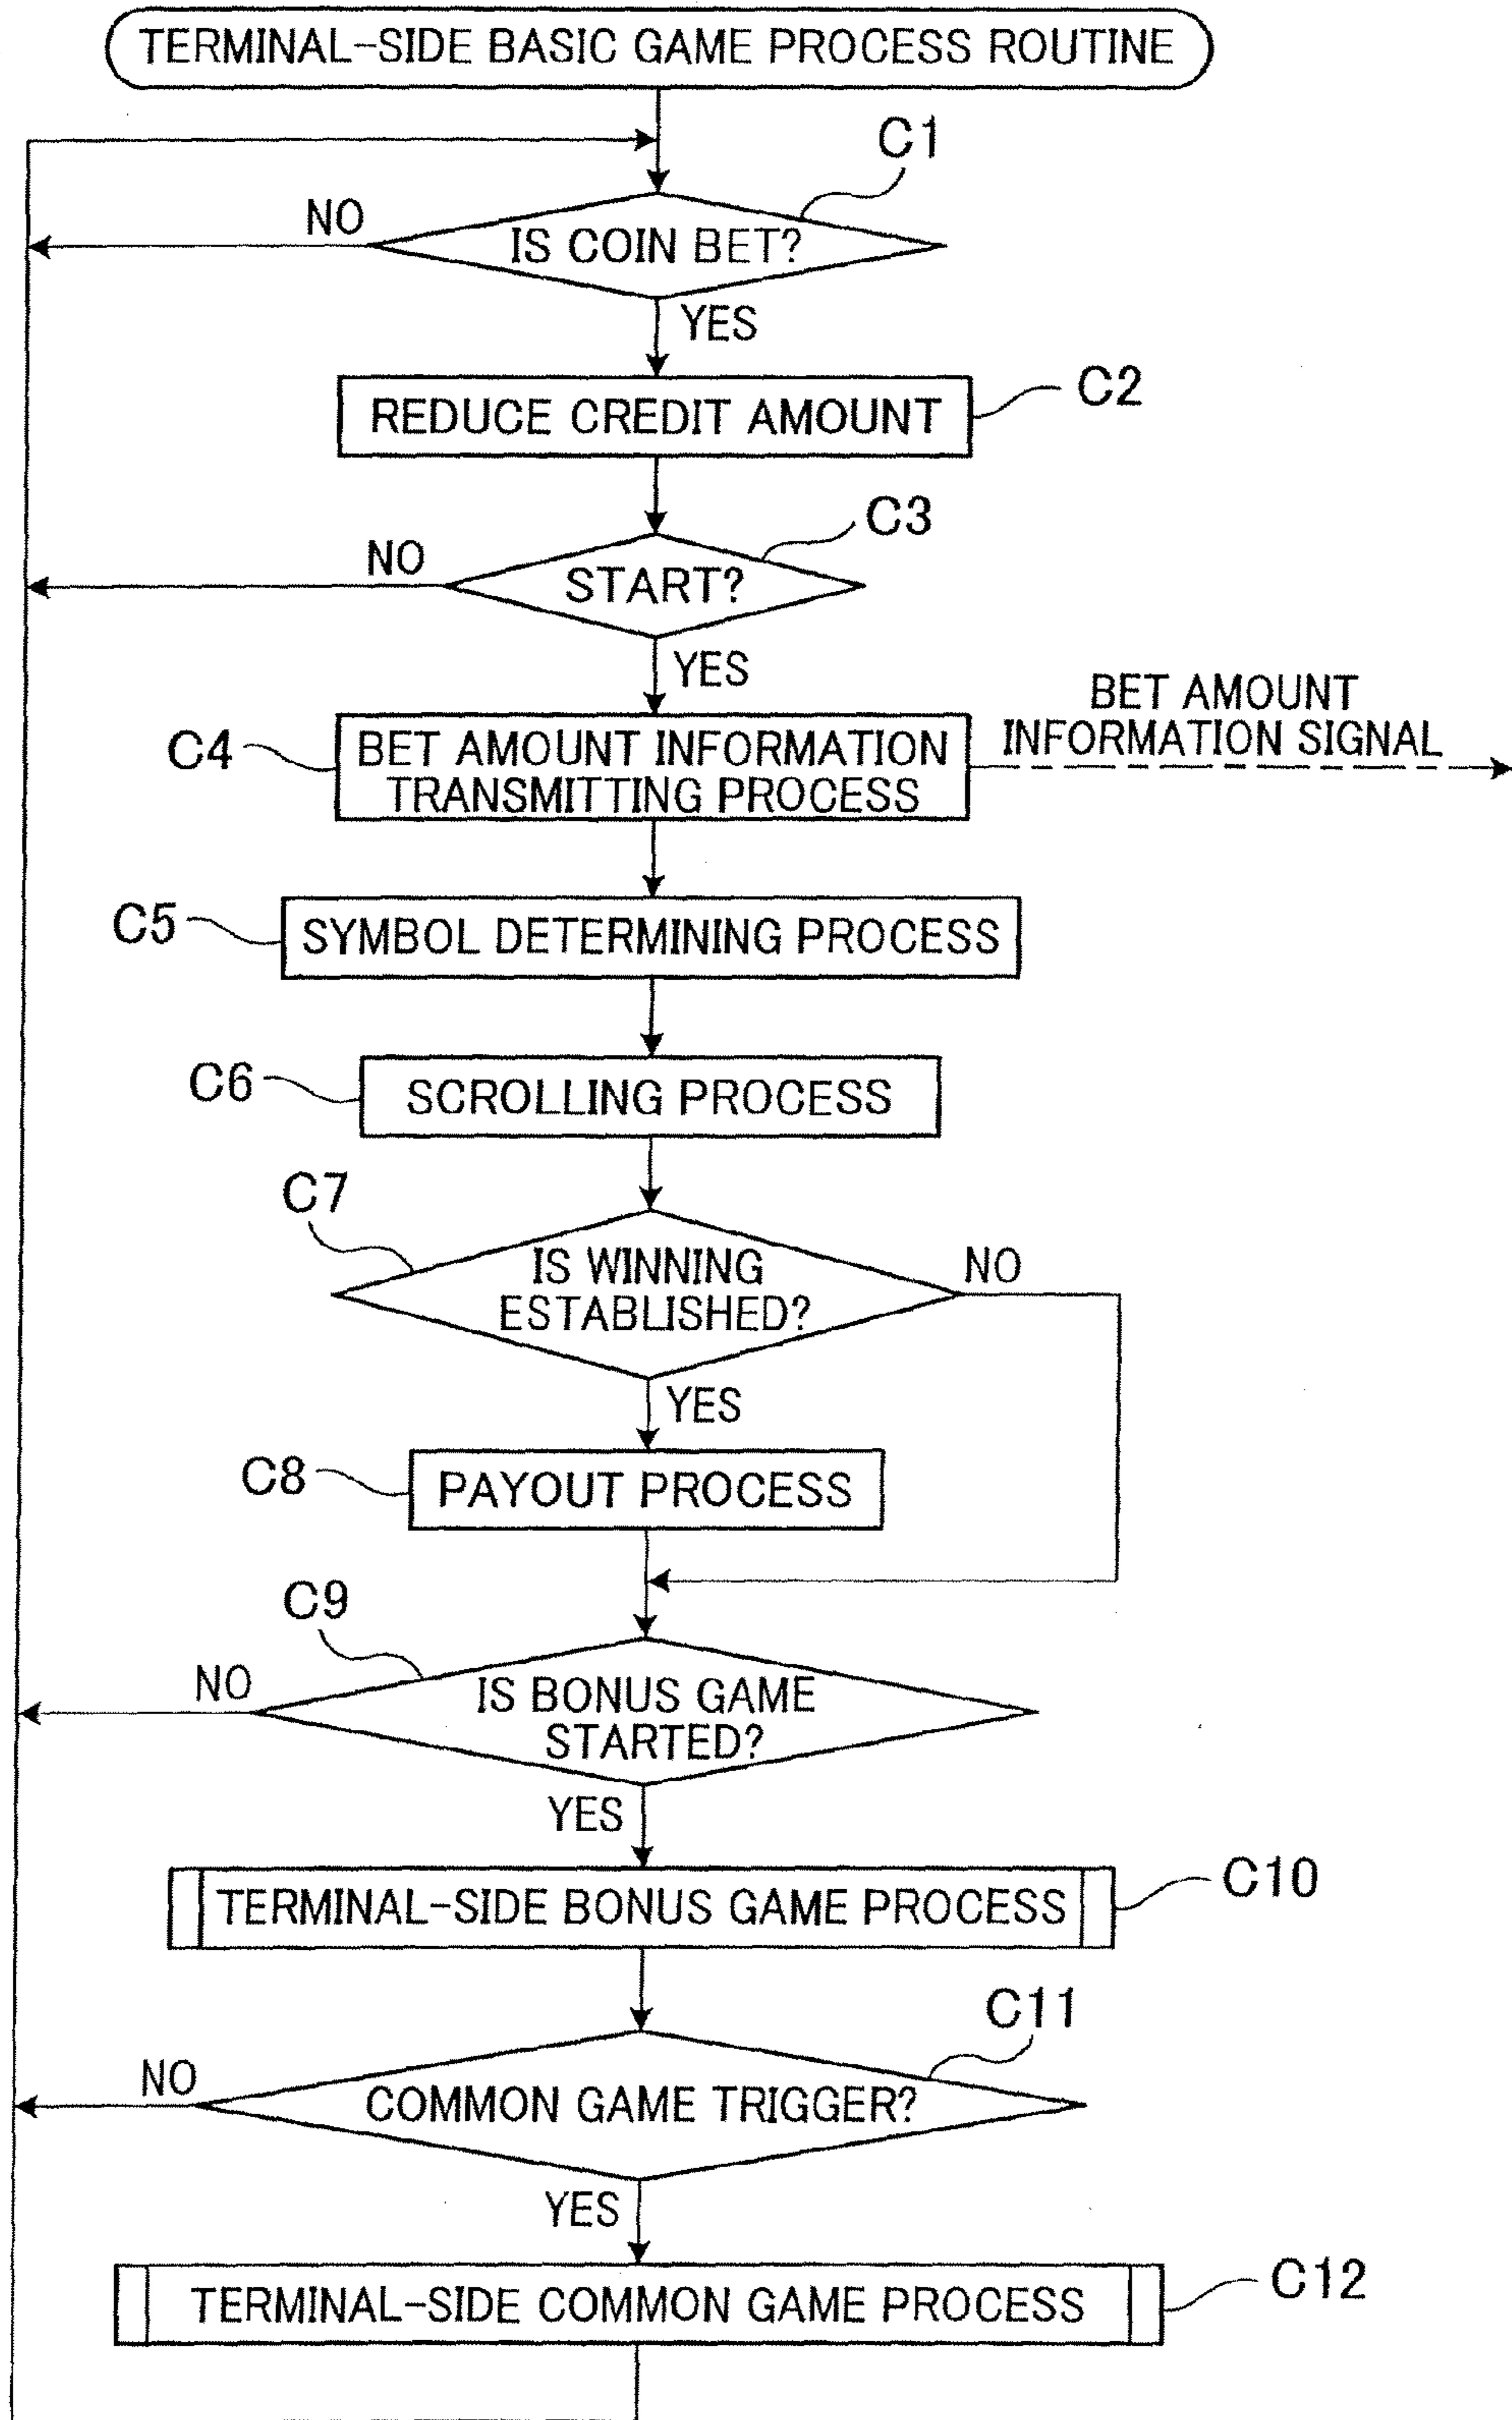 TERMINAL-SIDE BASIC GAME PROCESS ROUTINE
C1
NO
IS COIN BET?
YES
REDUCE CREDIT AMOUNT
C2
C3
NO
START?
YES
BET AMOUNT
INFORMATION SIGNAL
C4
BET AMOUNT INFORMATION
TRANSMITTING PROCESS
C5
SYMBOL DETERMINING PROCESS
C6
SCROLLING PROCESS
C7
IS WINNING
ESTABLISHED?
NO
YES
C8
PAYOUT PROCESS
C9
NO
IS BONUS GAME
STARTED?
YES
TERMINAL-SIDE BONUS GAME PROCESS
C10
C11
NO
COMMON GAME TRIGGER?
YES
TERMINAL-SIDE COMMON GAME PROCESS
C12